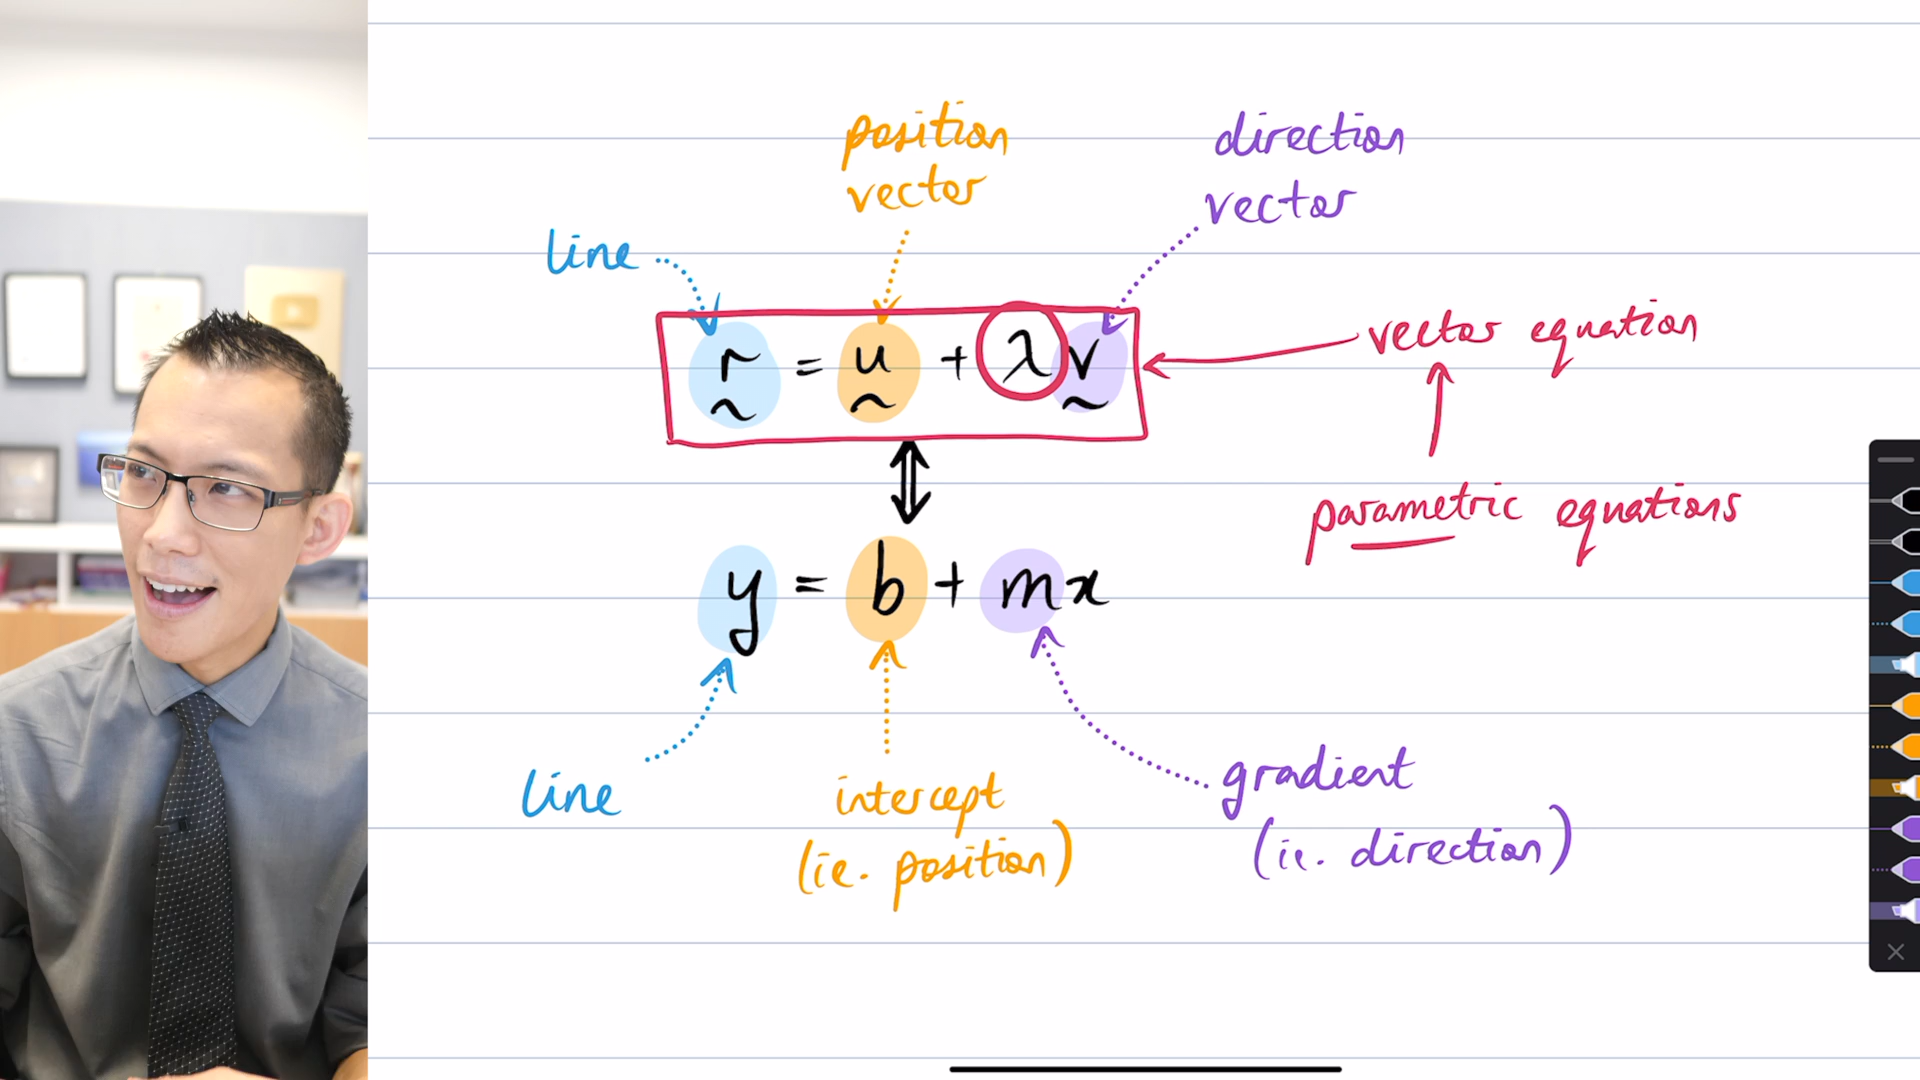 position
vector
direction
vector
line
r = u + λv
~ ~ ~
vector equation
parametric equations
y = b + mx
line
intercept
(ie. position)
gradient
(ie. direction)